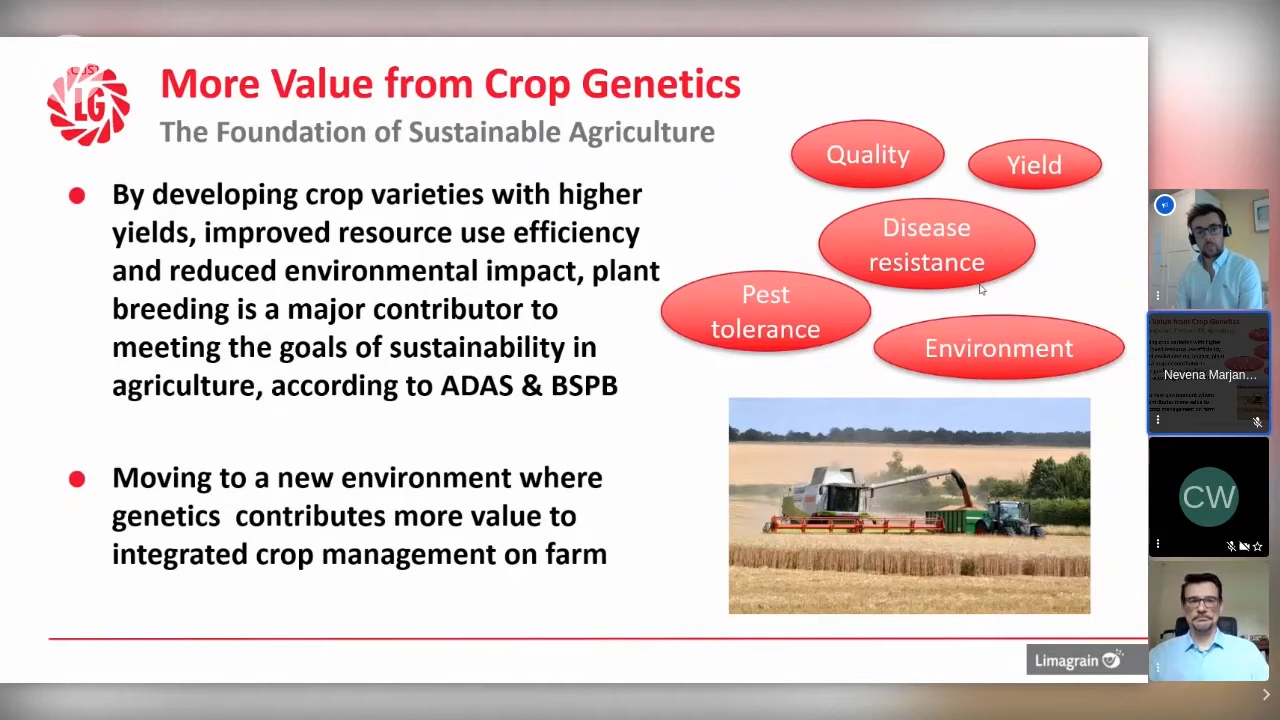 LG
More Value from Crop Genetics
The Foundation of Sustainable Agriculture
By developing crop varieties with higher
yields, improved resource use efficiency
and reduced environmental impact, plant
breeding is a major contributor to
meeting the goals of sustainability in
agriculture, according to ADAS & BSPB
Moving to a new environment where
genetics contributes more value to
integrated crop management on farm
Quality
Yield
Disease
resistance
Pest
tolerance
Environment
Limagrain
Nevena Marjan...
CW